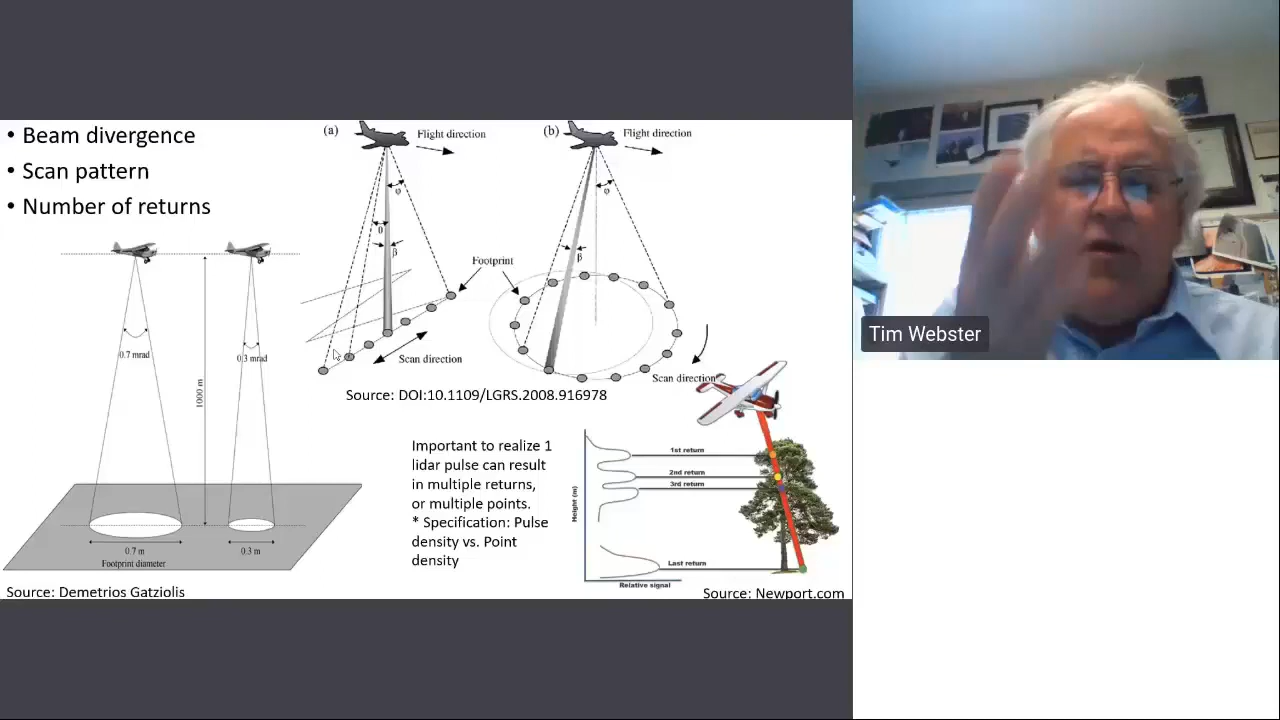 • Beam divergence
• Scan pattern
• Number of returns
0.7 mrad
0.3 mrad
1000 m
0.7 m
0.3 m
Footprint diameter
Source: Demetrios Gatziolis
(a)
Flight direction
φ
θ
β
Footprint
Scan direction
(b)
Flight direction
φ
β
Scan direction
Source: DOI:10.1109/LGRS.2008.916978
Important to realize 1
lidar pulse can result
in multiple returns,
or multiple points.
* Specification: Pulse
density vs. Point
density
Height (m)
1st return
2nd return
3rd return
Last return
Relative signal
Source: Newport.com
Tim Webster